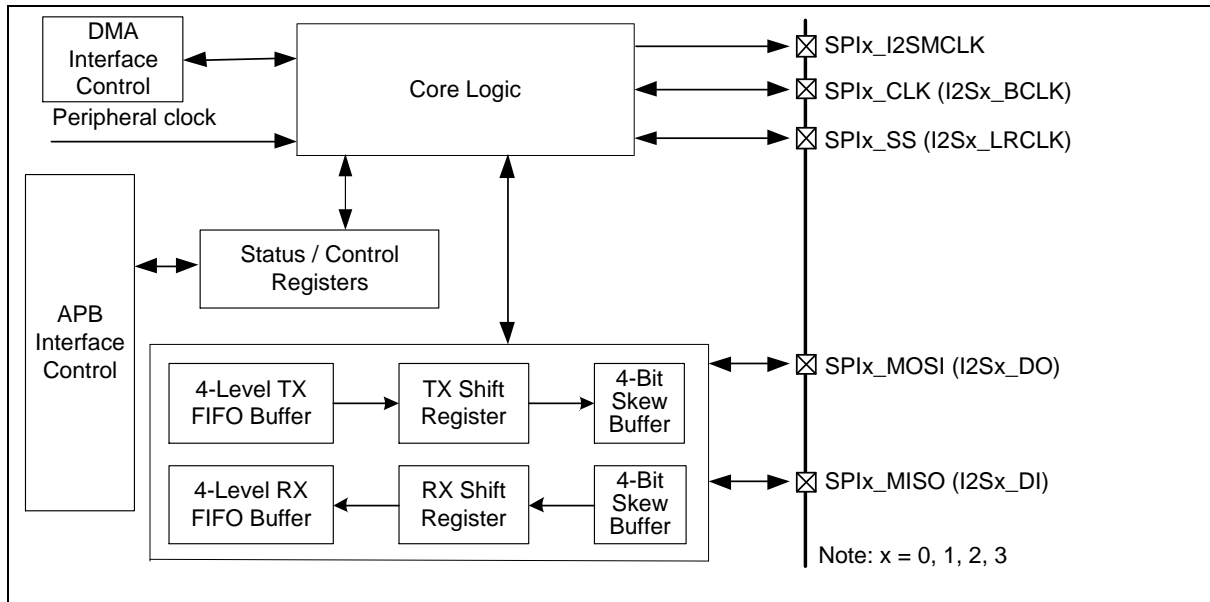 DMA
Interface
Control
Peripheral clock
Core Logic
SPIx_I2SMCLK
SPIx_CLK (I2Sx_BCLK)
SPIx_SS (I2Sx_LRCLK)
Status / Control
Registers
APB
Interface
Control
4-Level TX
FIFO Buffer
TX Shift
Register
4-Bit
Skew
Buffer
SPIx_MOSI (I2Sx_DO)
4-Level RX
FIFO Buffer
RX Shift
Register
4-Bit
Skew
Buffer
SPIx_MISO (I2Sx_DI)
Note: x = 0, 1, 2, 3